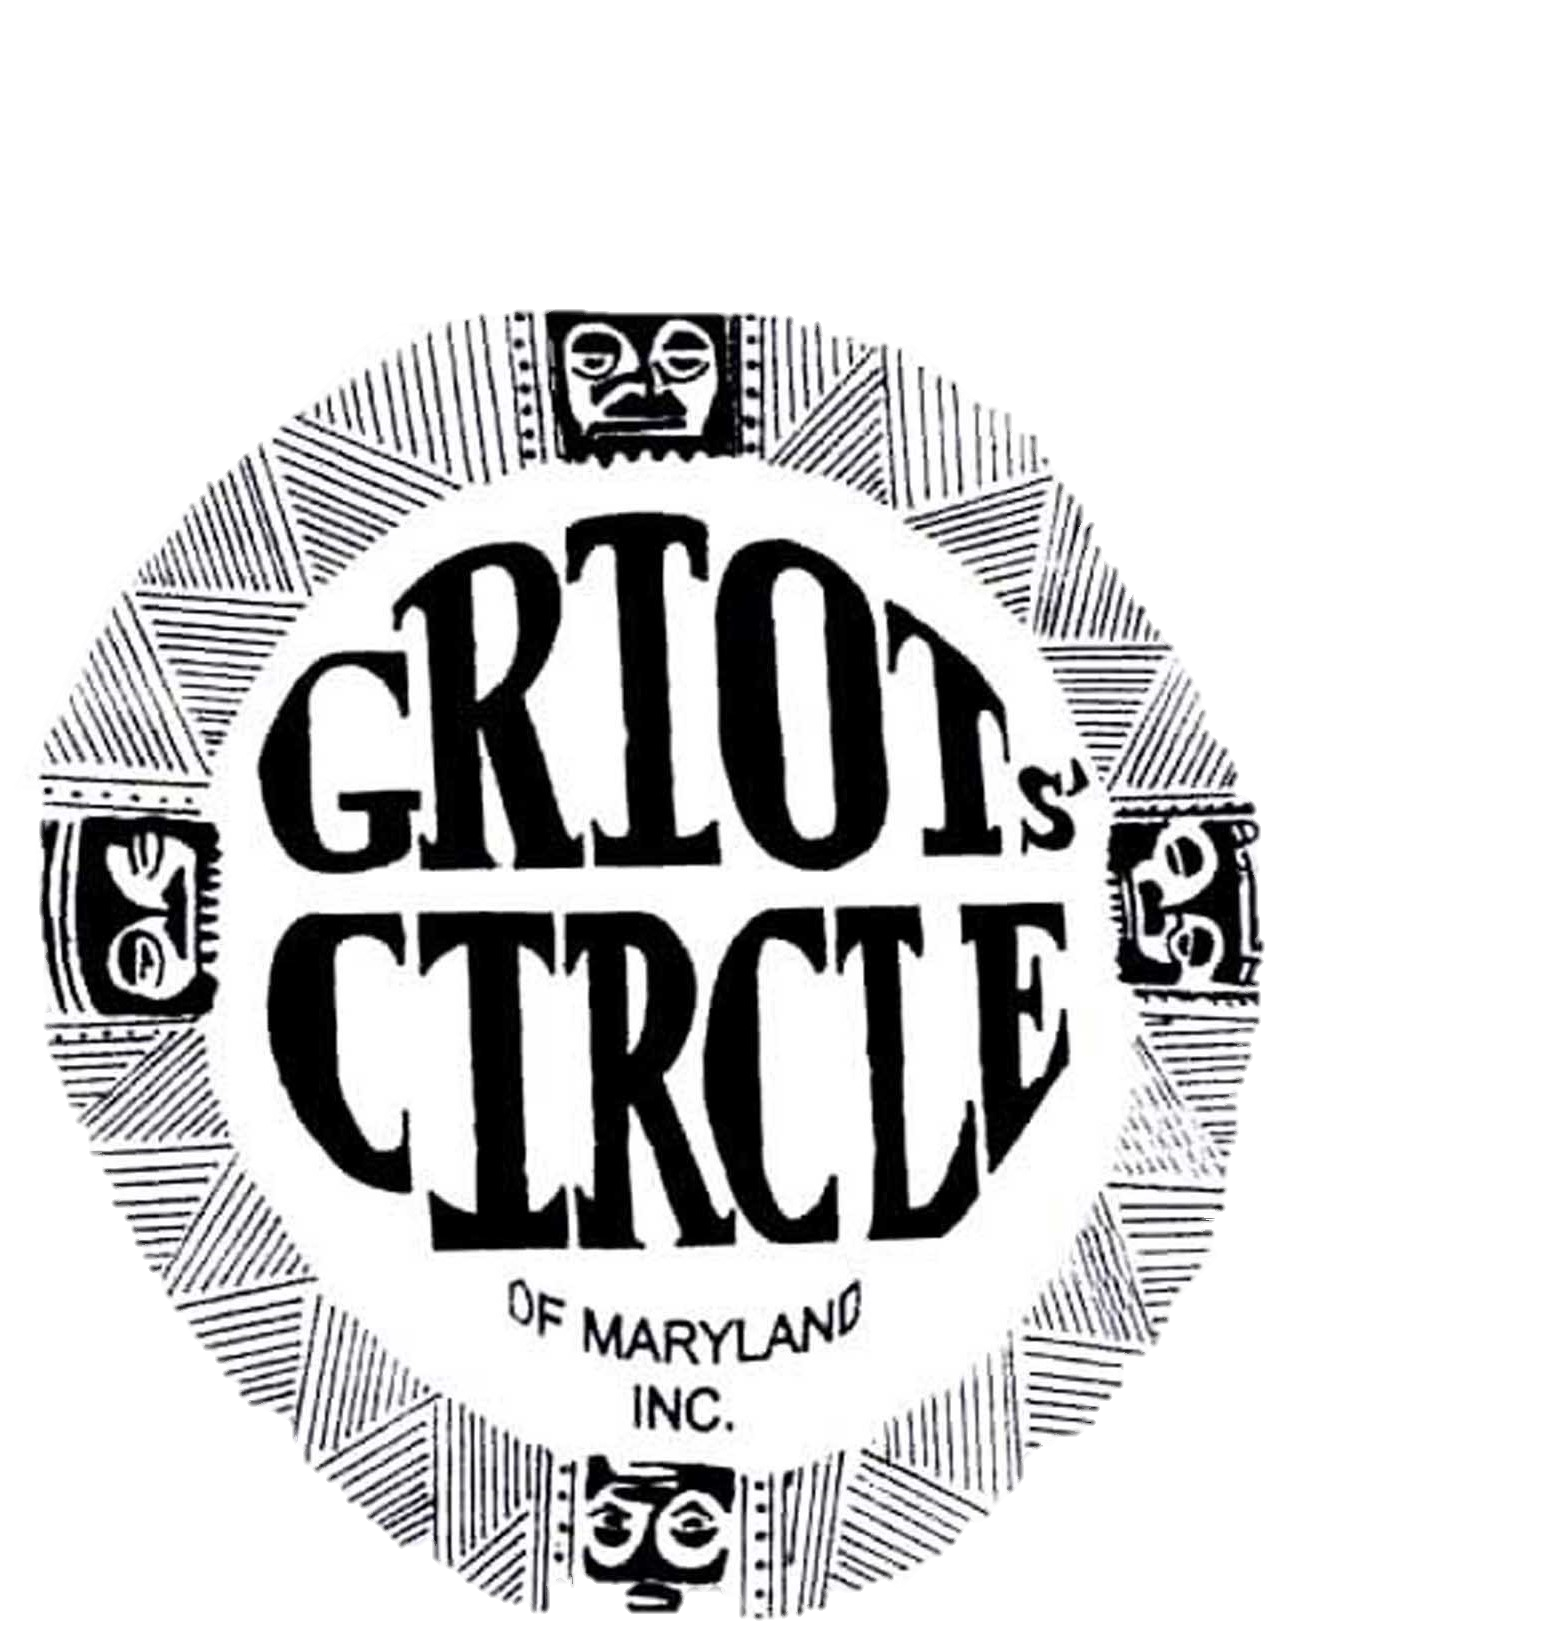 GRIOTS'
CIRCLE
OF MARYLAND
INC.